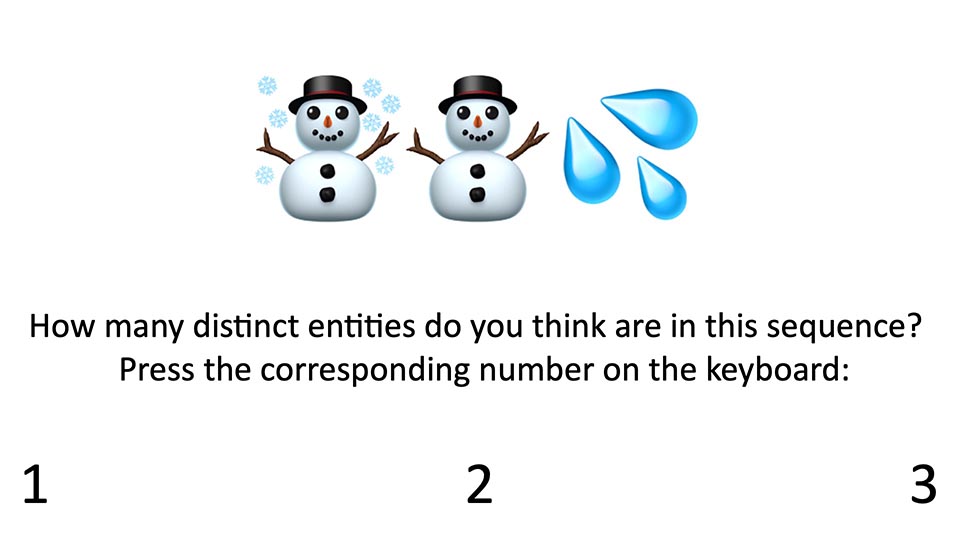 How many distinct entities do you think are in this sequence?
Press the corresponding number on the keyboard:
1 2 3